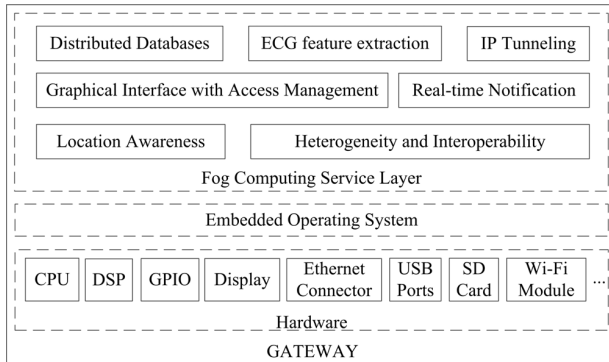 Distributed Databases
ECG feature extraction
IP Tunneling
Graphical Interface with Access Management
Real-time Notification
Location Awareness
Heterogeneity and Interoperability
Fog Computing Service Layer
Embedded Operating System
CPU
DSP
GPIO
Display
Ethernet
Connector
USB
Ports
SD
Card
Wi-Fi
Module
...
Hardware
GATEWAY